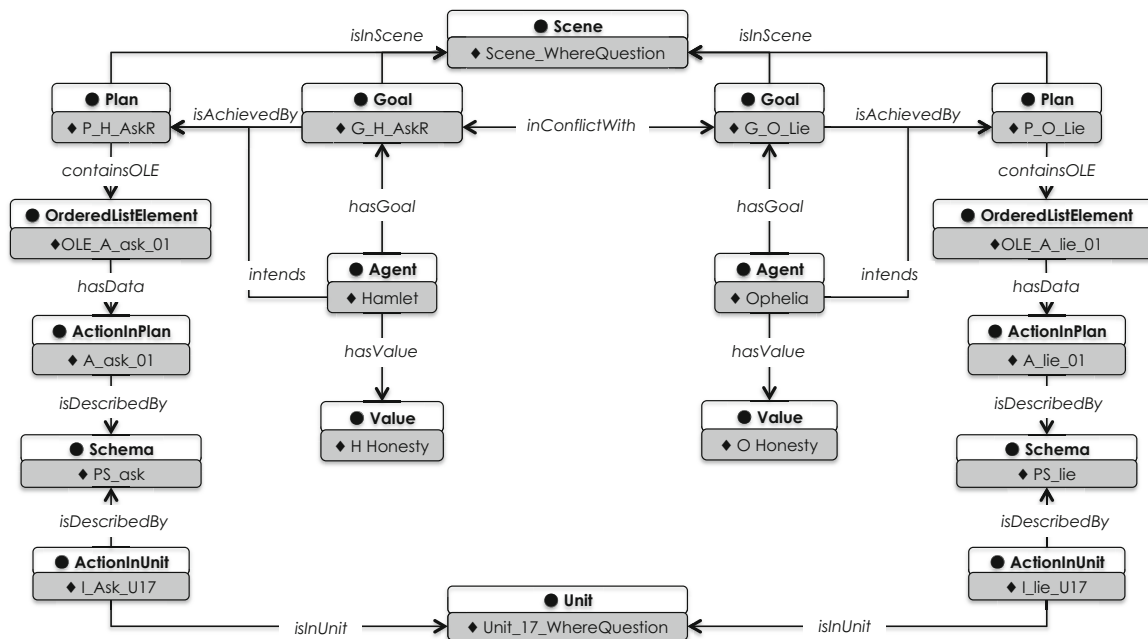 ● Scene
isInScene
isInScene
♦ Scene_WhereQuestion
● Plan
● Goal
● Goal
● Plan
isAchievedBy
isAchievedBy
♦ P_H_AskR
♦ G_H_AskR
inConflictWith
♦ G_O_Lie
♦ P_O_Lie
containsOLE
containsOLE
hasGoal
hasGoal
● OrderedListElement
● OrderedListElement
♦OLE_A_ask_01
♦OLE_A_lie_01
● Agent
● Agent
intends
intends
hasData
hasData
♦ Hamlet
♦ Ophelia
● ActionInPlan
● ActionInPlan
♦ A_ask_01
♦ A_lie_01
hasValue
hasValue
isDescribedBy
isDescribedBy
● Value
● Value
♦ H Honesty
♦ O Honesty
● Schema
● Schema
♦ PS_ask
♦ PS_lie
isDescribedBy
isDescribedBy
● ActionInUnit
● ActionInUnit
♦ I_Ask_U17
♦ I_lie_U17
● Unit
♦ Unit_17_WhereQuestion
isInUnit
isInUnit